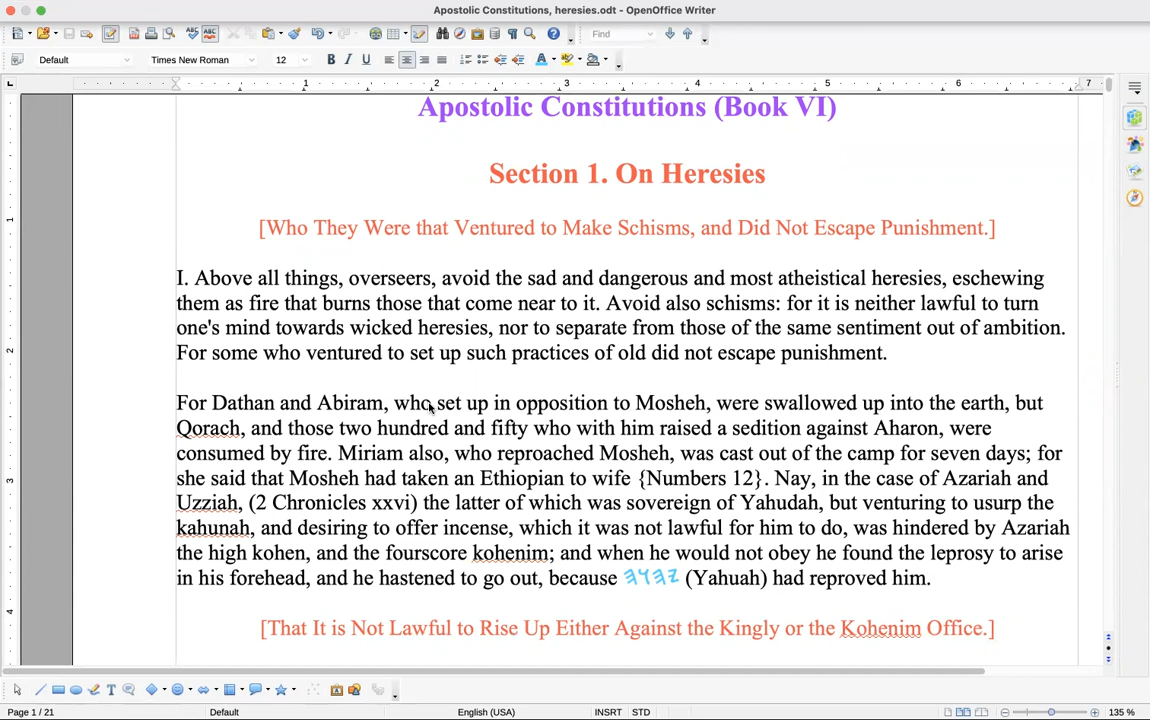 Apostolic Constitutions, heresies.odt - OpenOffice Writer
Find
Default Times New Roman 12
1 2 3 4 5 6 7
Apostolic Constitutions (Book VI)
Section 1. On Heresies
[Who They Were that Ventured to Make Schisms, and Did Not Escape Punishment.]
I. Above all things, overseers, avoid the sad and dangerous and most atheistical heresies, eschewing
them as fire that burns those that come near to it. Avoid also schisms: for it is neither lawful to turn
one's mind towards wicked heresies, nor to separate from those of the same sentiment out of ambition.
For some who ventured to set up such practices of old did not escape punishment.
For Dathan and Abiram, who set up in opposition to Mosheh, were swallowed up into the earth, but
Qorach, and those two hundred and fifty who with him raised a sedition against Aharon, were
consumed by fire. Miriam also, who reproached Mosheh, was cast out of the camp for seven days; for
she said that Mosheh had taken an Ethiopian to wife {Numbers 12}. Nay, in the case of Azariah and
Uzziah, (2 Chronicles xxvi) the latter of which was sovereign of Yahudah, but venturing to usurp the
kahunah, and desiring to offer incense, which it was not lawful for him to do, was hindered by Azariah
the high kohen, and the fourscore kohenim; and when he would not obey he found the leprosy to arise
in his forehead, and he hastened to go out, because 𐤉𐤄𐤅𐤄 (Yahuah) had reproved him.
[That It is Not Lawful to Rise Up Either Against the Kingly or the Kohenim Office.]
Page 1 / 21 Default English (USA) INSRT STD 135 %